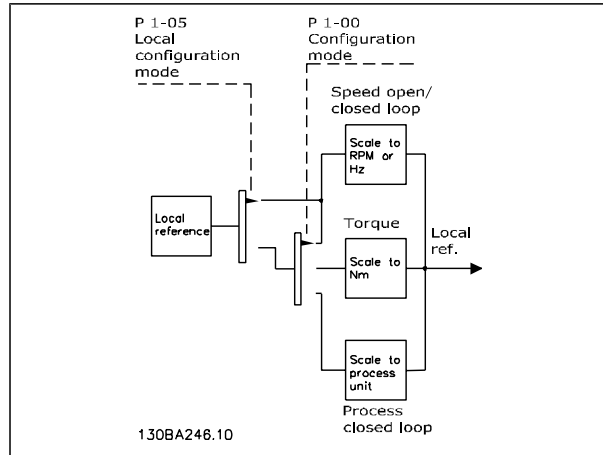 P 1-05
Local
configuration
mode
P 1-00
Configuration
mode
Speed open/
closed loop
Scale to
RPM or
Hz
Local
reference
Torque
Scale to
Nm
Local
ref.
Scale to
process
unit
Process
closed loop
130BA246.10